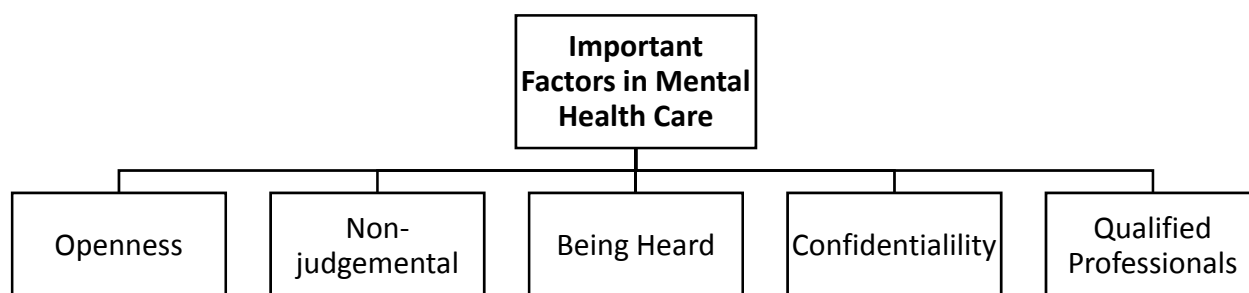 Important
Factors in Mental
Health Care
Openness
Non-
judgemental
Being Heard
Confidentialility
Qualified
Professionals